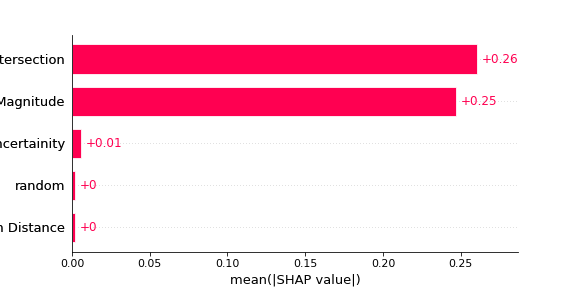 tersection
+0.26
Magnitude
+0.25
ncertainity
+0.01
random
+0
n Distance
+0
0.00 0.05 0.10 0.15 0.20 0.25
mean(|SHAP value|)